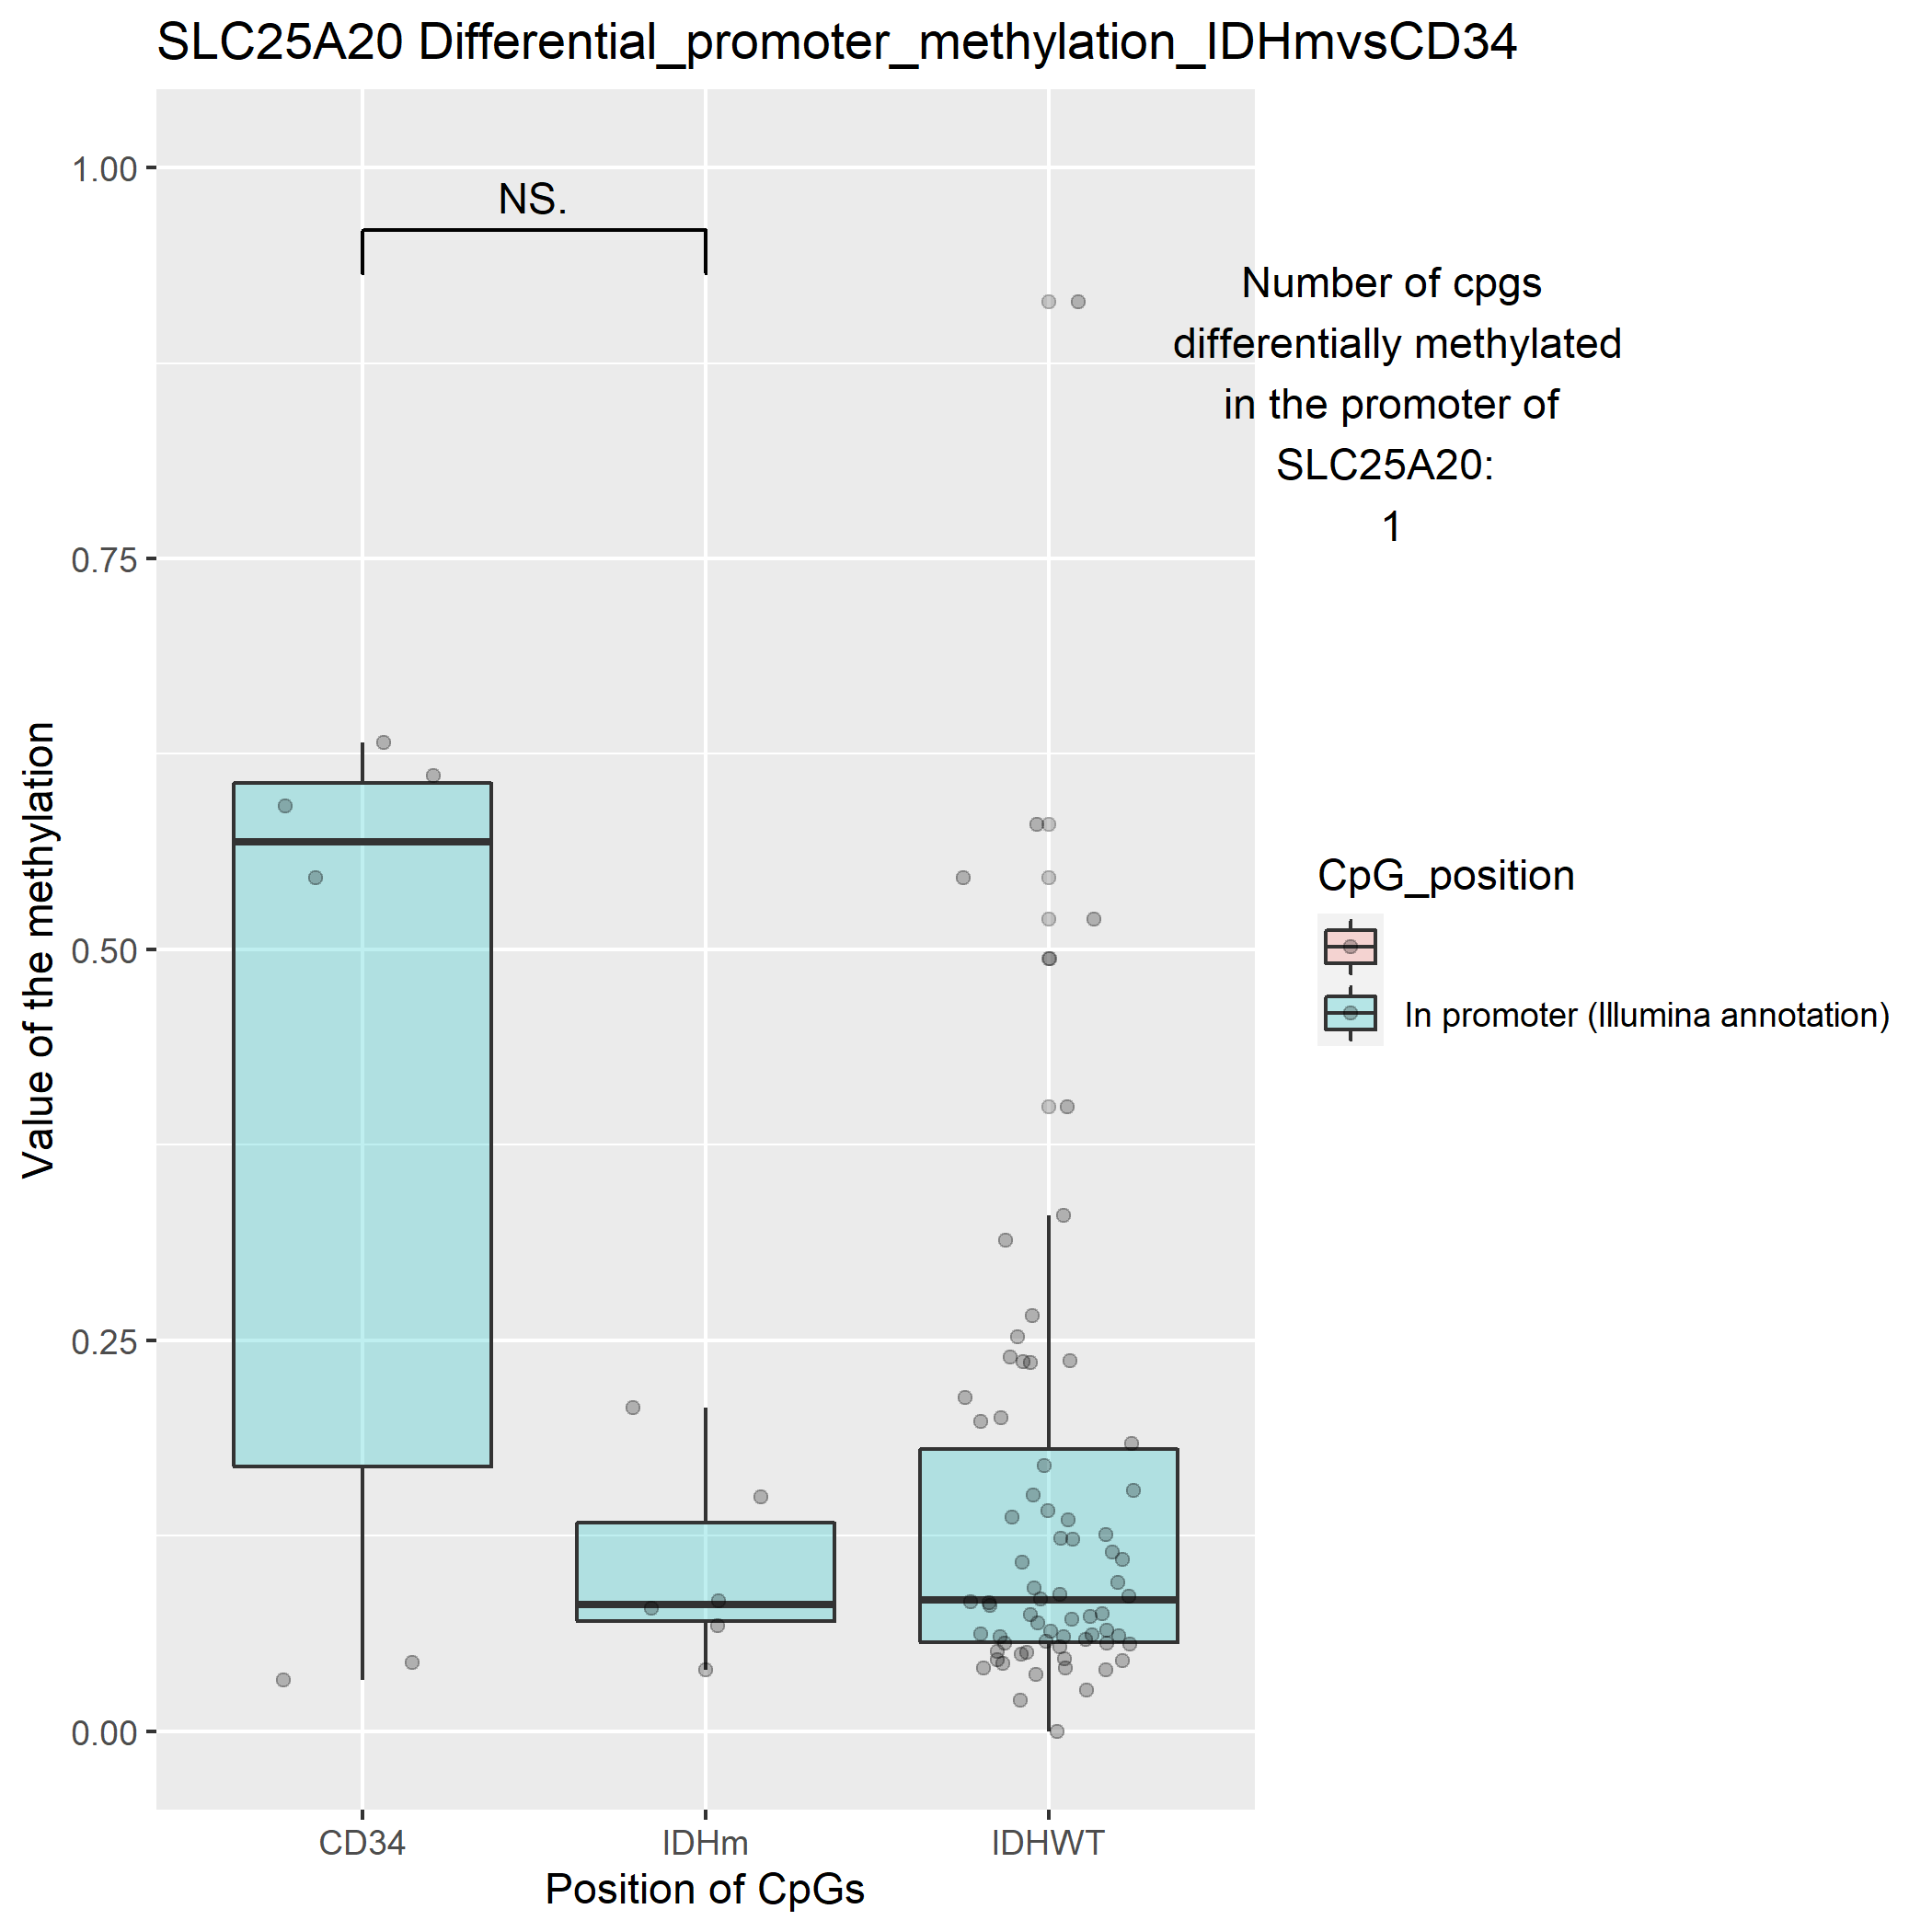 SLC25A20 Differential_promoter_methylation_IDHmvsCD34
1.00
0.75
0.50
0.25
0.00
Value of the methylation
NS.
CD34
IDHm
IDHWT
Position of CpGs
Number of cpgs
differentially methylated
in the promoter of
SLC25A20:
1
CpG_position
In promoter (Illumina annotation)